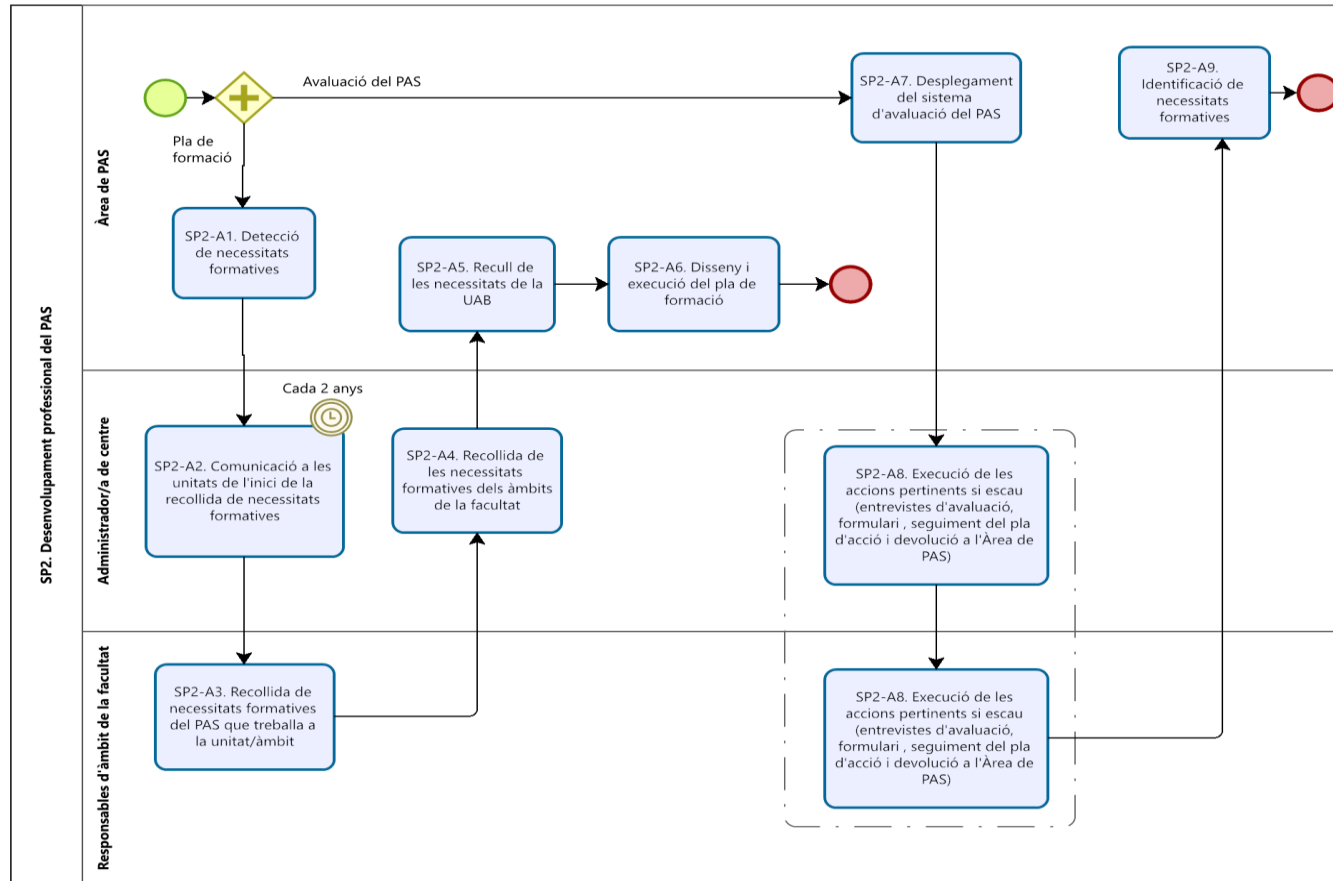 SP2. Desenvolupament professional del PAS
Àrea de PAS
Avaluació del PAS
Pla de
formació
SP2-A7. Desplegament
del sistema
d'avaluació del PAS
SP2-A9.
Identificació de
necessitats
formatives
SP2-A1. Detecció
de necessitats
formatives
SP2-A5. Recull de
les necessitats de la
UAB
SP2-A6. Disseny i
execució del pla de
formació
Administrador/a de centre
Cada 2 anys
SP2-A2. Comunicació a les
unitats de l'inici de la
recollida de necessitats
formatives
SP2-A4. Recollida de
les necessitats
formatives dels àmbits
de la facultat
SP2-A8. Execució de les
accions pertinents si escau
(entrevistes d'avaluació,
formulari , seguiment del pla
d'acció i devolució a l'Àrea de
PAS)
Responsables d'àmbit de la facultat
SP2-A3. Recollida de
necessitats formatives
del PAS que treballa a
la unitat/àmbit
SP2-A8. Execució de les
accions pertinents si escau
(entrevistes d'avaluació,
formulari , seguiment del pla
d'acció i devolució a l'Àrea de
PAS)